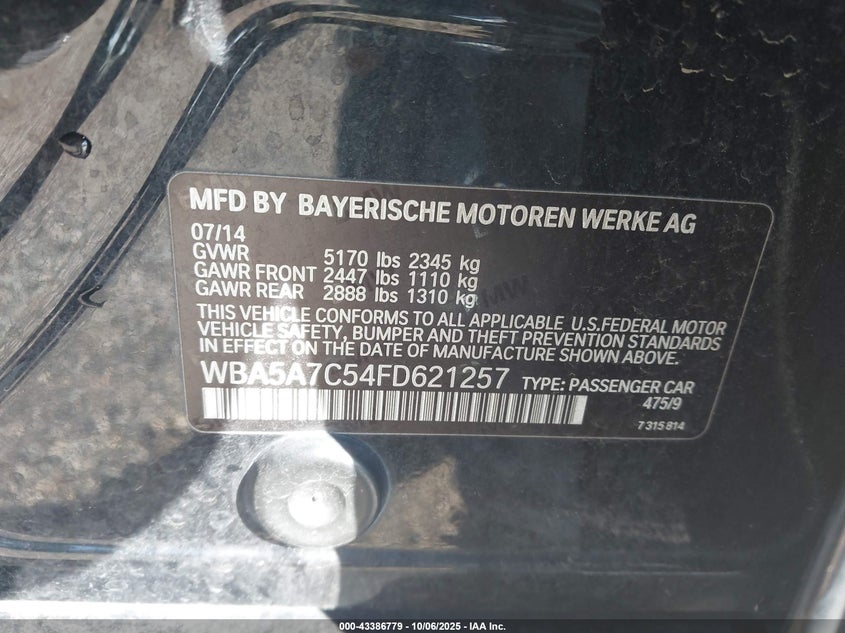 MFD BY BAYERISCHE MOTOREN WERKE AG
07/14
GVWR 5170 lbs 2345 kg
GAWR FRONT 2447 lbs 1110 kg
GAWR REAR 2888 lbs 1310 kg
THIS VEHICLE CONFORMS TO ALL APPLICABLE U.S.FEDERAL MOTOR
VEHICLE SAFETY, BUMPER AND THEFT PREVENTION STANDARDS
IN EFFECT ON THE DATE OF MANUFACTURE SHOWN ABOVE.
WBA5A7C54FD621257 TYPE: PASSENGER CAR
475/9
7 315 814
000-43386779 - 10/06/2025 - IAA Inc.